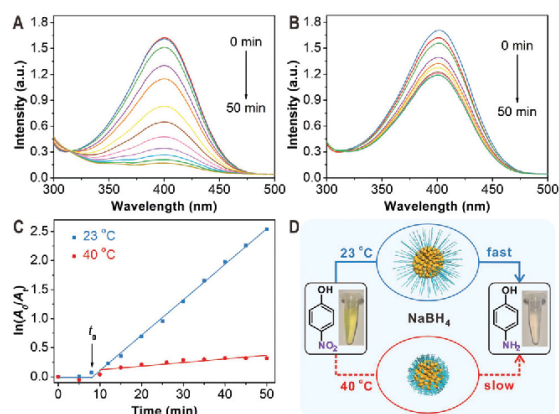 A
1.8
1.5
1.2
0.9
0.6
0.3
0.0
Intensity (a.u.)
0 min
50 min
300 350 400 450 500
Wavelength (nm)
B
1.8
1.5
1.2
0.9
0.6
0.3
0.0
Intensity (a.u.)
0 min
50 min
300 350 400 450 500
Wavelength (nm)
C
2.5
2.0
1.5
1.0
0.5
0.0
ln(A₀/A)
23 °C
40 °C
t₀
0 10 20 30 40 50
Time (min)
D
23 °C
fast
OH
NO₂
NaBH₄
OH
NH₂
40 °C
slow